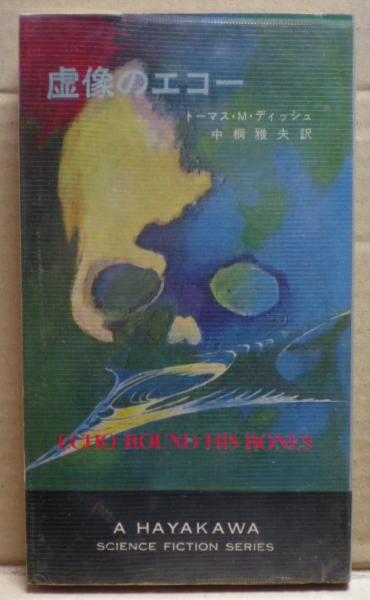 虚像のエコー
トーマス・M・ディッシュ
中桐雅夫訳
ECHO ROUND HIS BONES
A HAYAKAWA
SCIENCE FICTION SERIES